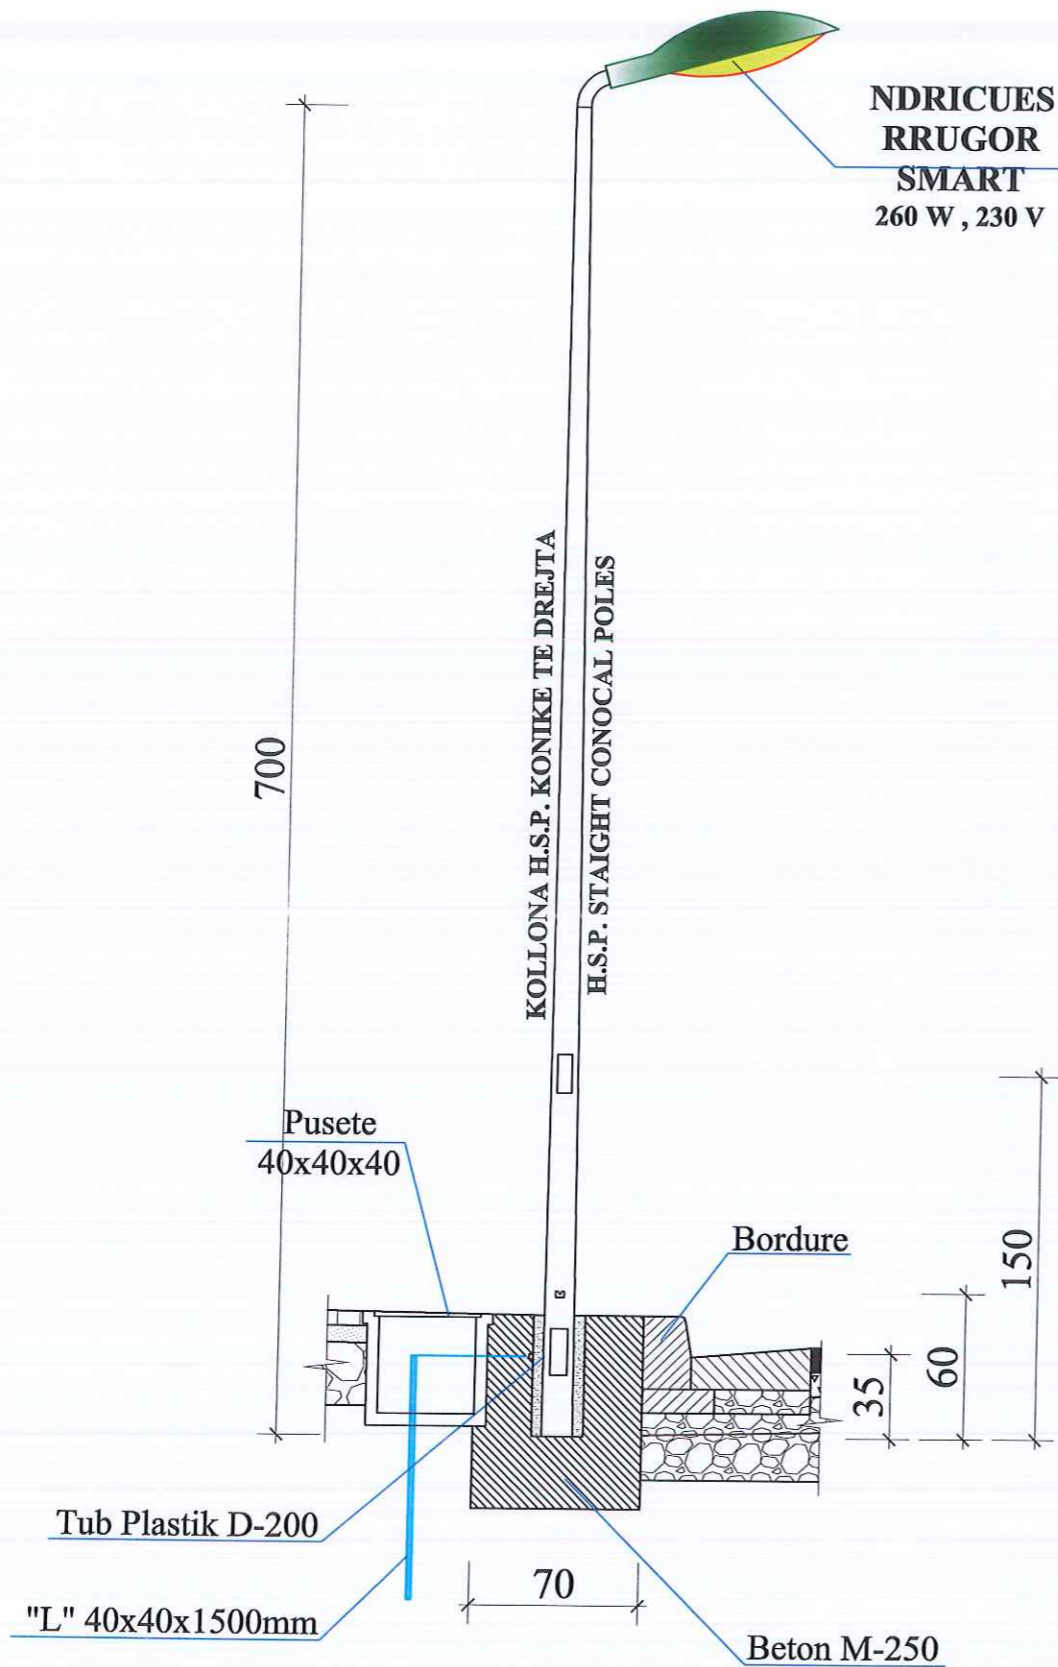 NDRICUES
RRUGOR
SMART
260 W , 230 V
KOLLONA H.S.P. KONIKE TE DREJTA
H.S.P. STAIGHT CONOCAL POLES
700
Pusete
40x40x40
Bordure
150
60
35
Tub Plastik D-200
70
"L" 40x40x1500mm
Beton M-250